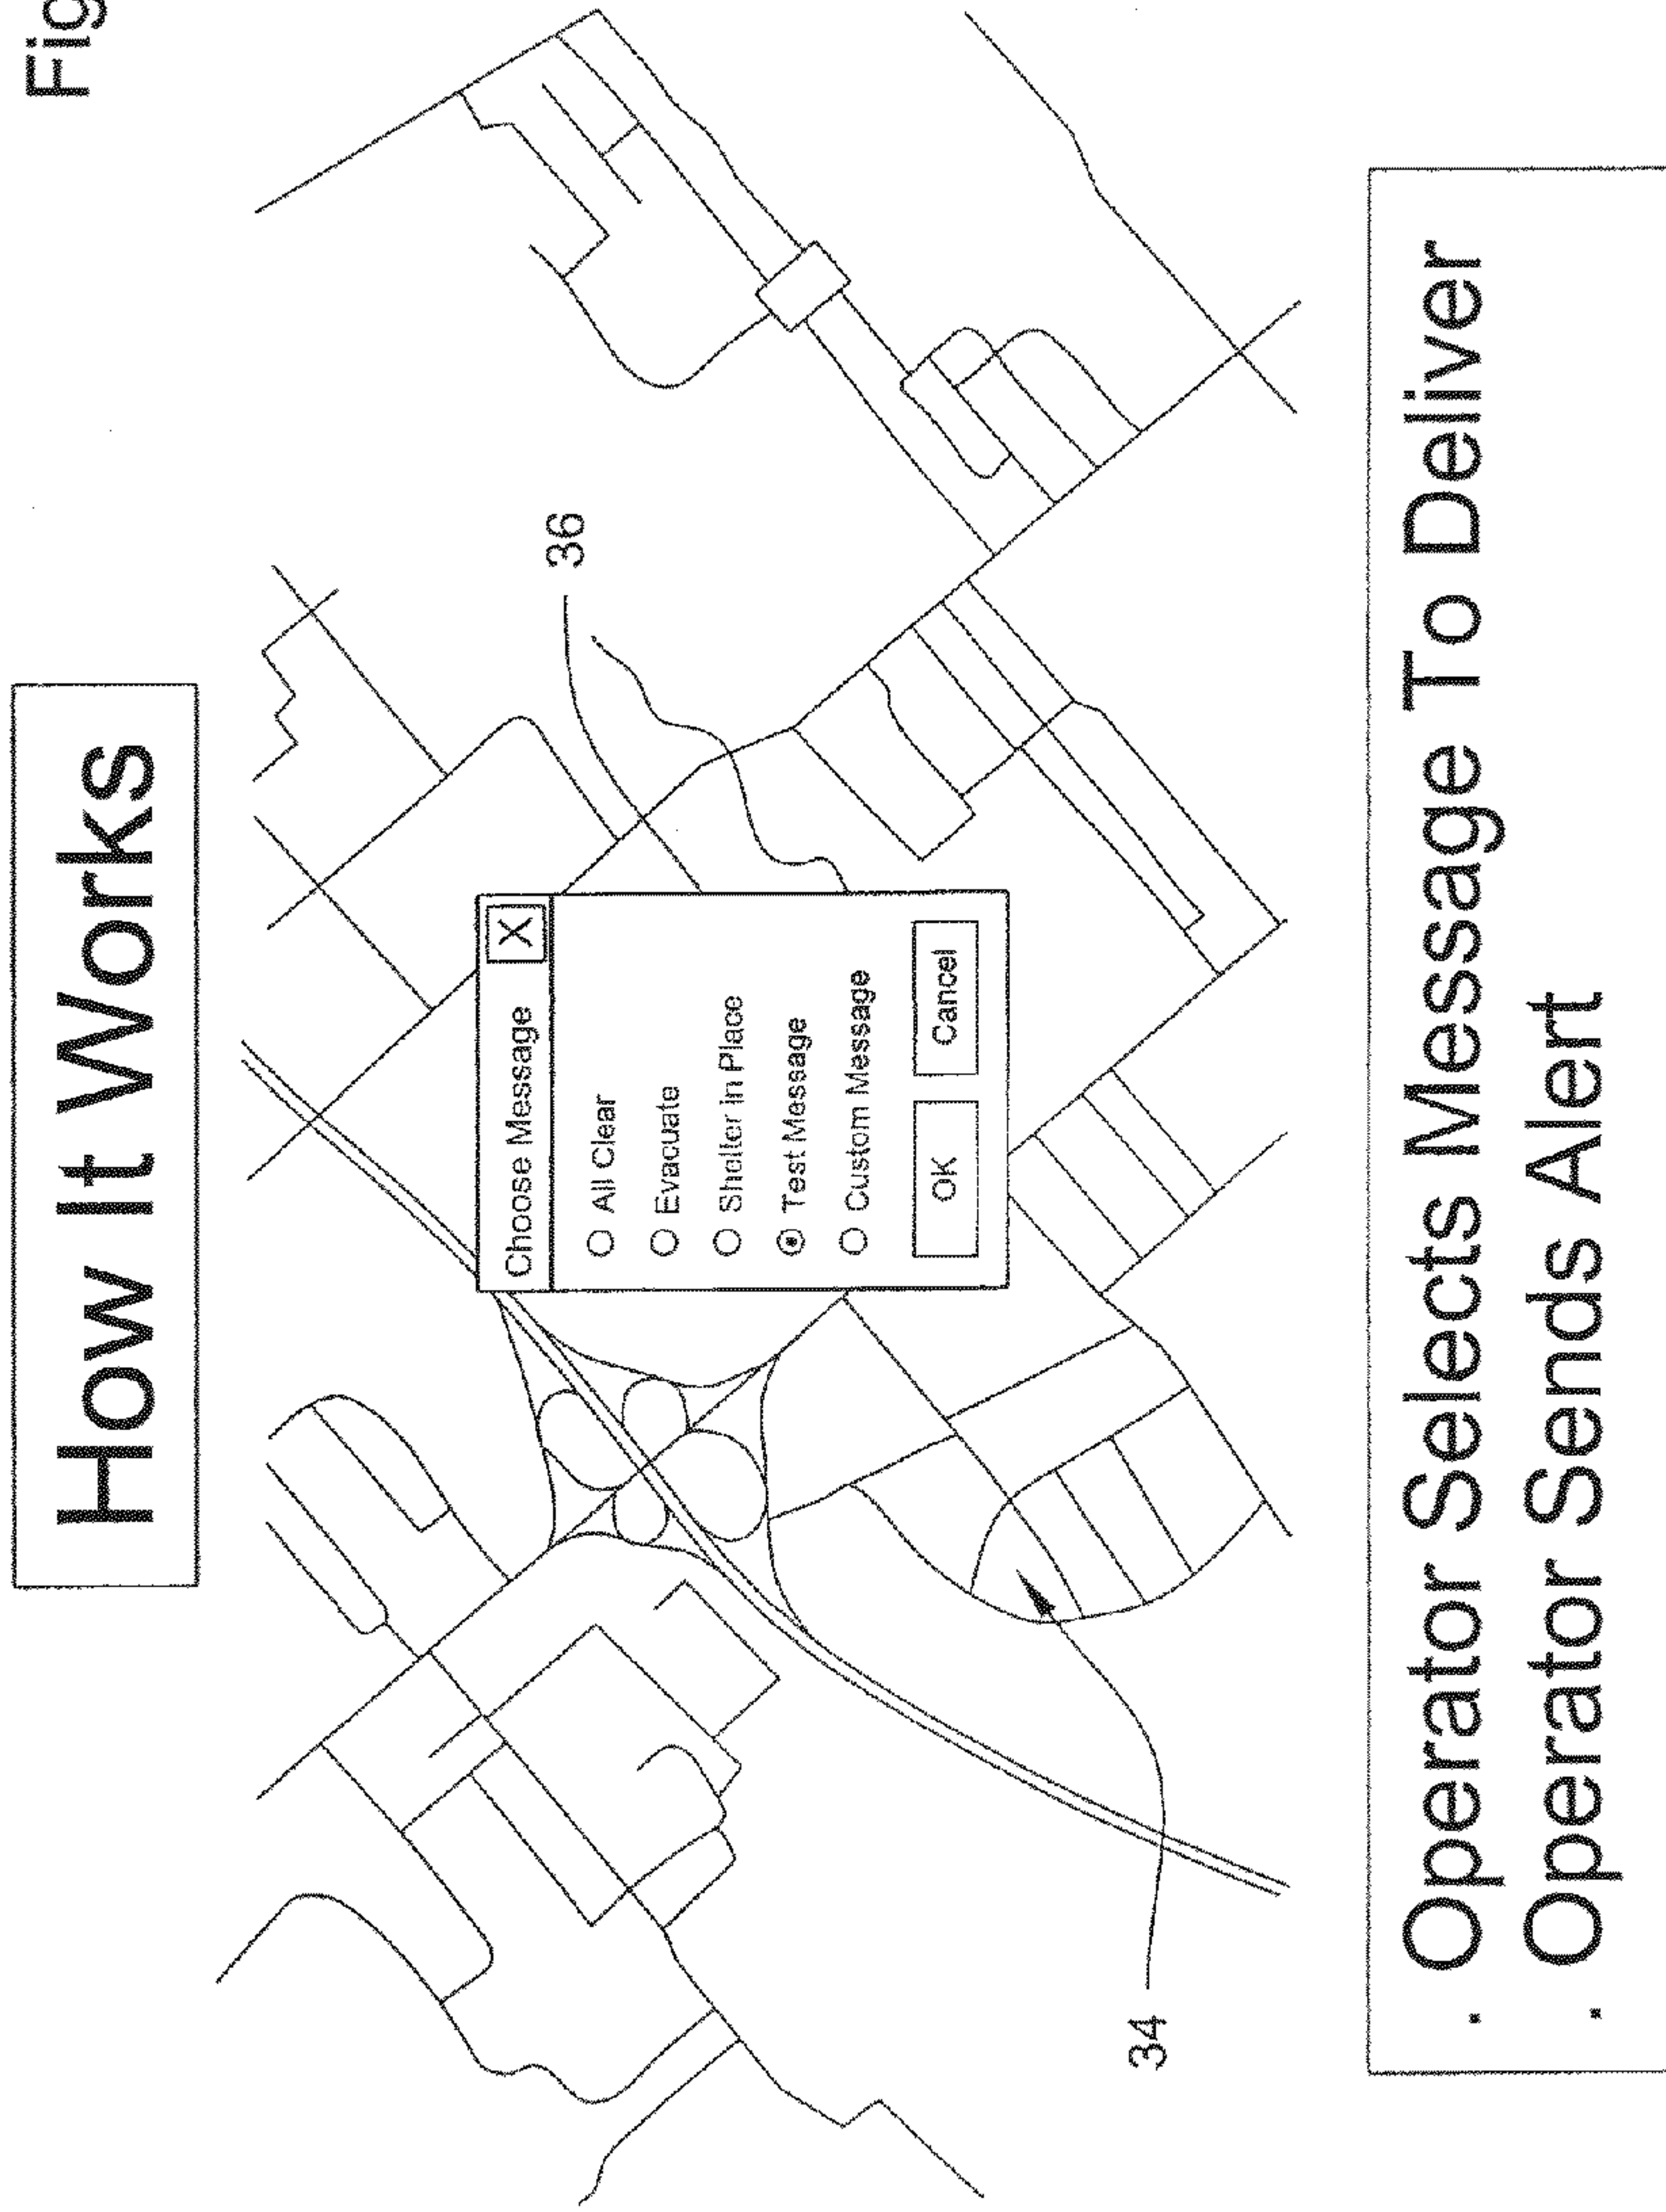 Fig
How It Works
36
Choose Message X
All Clear
Evacuate
Shelter In Place
Test Message
Custom Message
OK Cancel
34
. Operator Selects Message To Deliver
. Operator Sends Alert